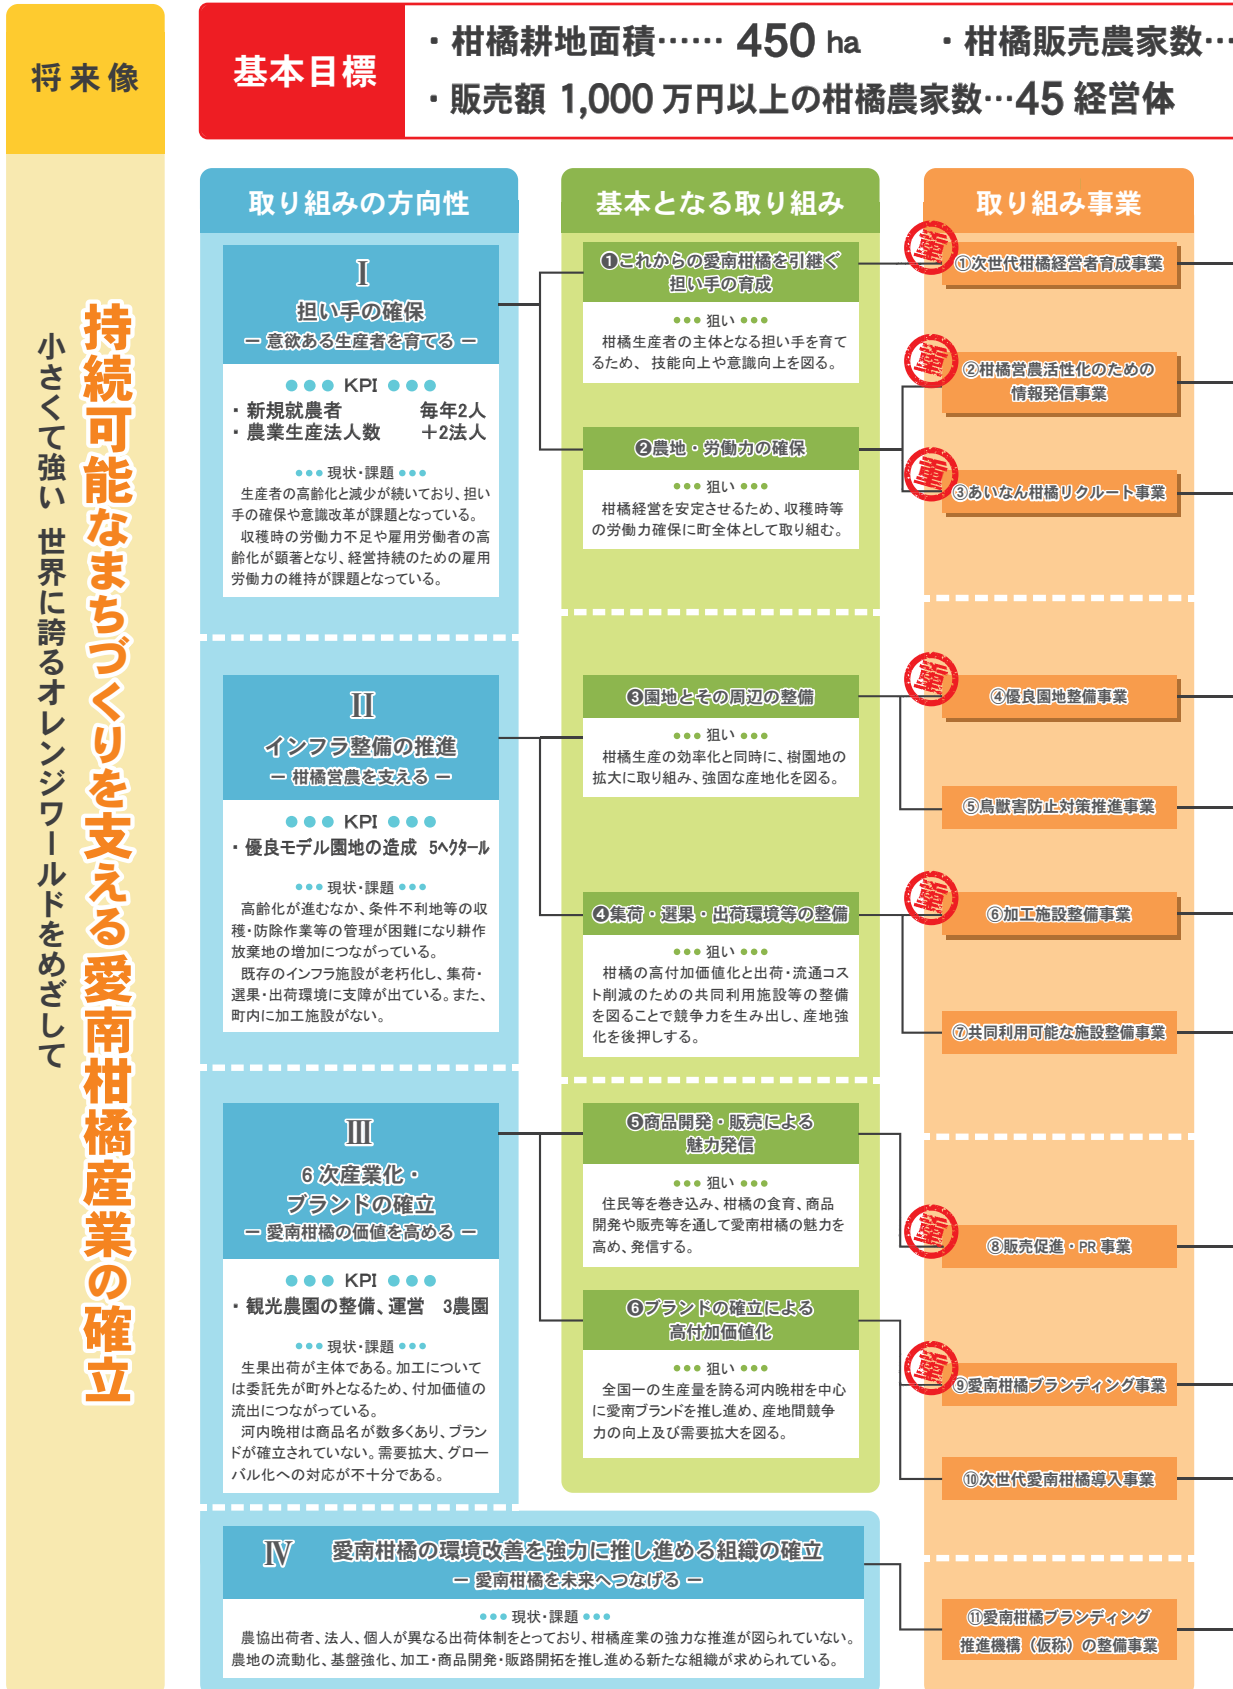 将来像
持続可能なまちづくりを支える愛南柑橘産業の確立
小さくて強い 世界に誇るオレンジワールドをめざして
基本目標
・柑橘耕地面積…… 450 ha ・柑橘販売農家数…
・販売額 1,000 万円以上の柑橘農家数…45 経営体
取り組みの方向性
Ⅰ
担い手の確保
― 意欲ある生産者を育てる ―
●●● KPI ●●●
・新規就農者 毎年2人
・農業生産法人数 +2法人
●●● 現状・課題 ●●●
生産者の高齢化と減少が続いており、担い
手の確保や意識改革が課題となっている。
収穫時の労働力不足や雇用労働者の高
齢化が顕著となり、経営持続のための雇用
労働力の維持が課題となっている。
Ⅱ
インフラ整備の推進
― 柑橘営農を支える ―
●●● KPI ●●●
・優良モデル園地の造成 5ヘクタール
●●● 現状・課題 ●●●
高齢化が進むなか、条件不利地等の収
穫・防除作業等の管理が困難になり耕作
放棄地の増加につながっている。
既存のインフラ施設が老朽化し、集荷・
選果・出荷環境に支障が出ている。また、
町内に加工施設がない。
Ⅲ
6 次産業化・
ブランドの確立
― 愛南柑橘の価値を高める ―
●●● KPI ●●●
・観光農園の整備、運営 3農園
●●● 現状・課題 ●●●
生果出荷が主体である。加工について
は委託先が町外となるため、付加価値の
流出につながっている。
河内晩柑は商品名が数多くあり、ブラン
ドが確立されていない。需要拡大、グロー
バル化への対応が不十分である。
Ⅳ 愛南柑橘の環境改善を強力に推し進める組織の確立
― 愛南柑橘を未来へつなげる ―
●●● 現状・課題 ●●●
農協出荷者、法人、個人が異なる出荷体制をとっており、柑橘産業の強力な推進が図られていない。
農地の流動化、基盤強化、加工・商品開発・販路開拓を推し進める新たな組織が求められている。
基本となる取り組み
❶これからの愛南柑橘を引継ぐ
担い手の育成
●●● 狙い ●●●
柑橘生産者の主体となる担い手を育て
るため、 技能向上や意識向上を図る。
❷農地・労働力の確保
●●● 狙い ●●●
柑橘経営を安定させるため、収穫時等
の労働力確保に町全体として取り組む。
❸園地とその周辺の整備
●●● 狙い ●●●
柑橘生産の効率化と同時に、樹園地の
拡大に取り組み、強固な産地化を図る。
❹集荷・選果・出荷環境等の整備
●●● 狙い ●●●
柑橘の高付加価値化と出荷・流通コス
ト削減のための共同利用施設等の整備
を図ることで競争力を生み出し、産地強
化を後押しする。
❺商品開発・販売による
魅力発信
●●● 狙い ●●●
住民等を巻き込み、柑橘の食育、商品
開発や販売等を通して愛南柑橘の魅力を
高め、発信する。
❻ブランドの確立による
高付加価値化
●●● 狙い ●●●
全国一の生産量を誇る河内晩柑を中心
に愛南ブランドを推し進め、産地間競争
力の向上及び需要拡大を図る。
取り組み事業
重
①次世代柑橘経営者育成事業
重
②柑橘営農活性化のための
情報発信事業
重
③あいなん柑橘リクルート事業
重
④優良園地整備事業
⑤鳥獣害防止対策推進事業
重
⑥加工施設整備事業
⑦共同利用可能な施設整備事業
重
⑧販売促進・PR 事業
重
⑨愛南柑橘ブランディング事業
⑩次世代愛南柑橘導入事業
⑪愛南柑橘ブランディング
推進機構（仮称）の整備事業